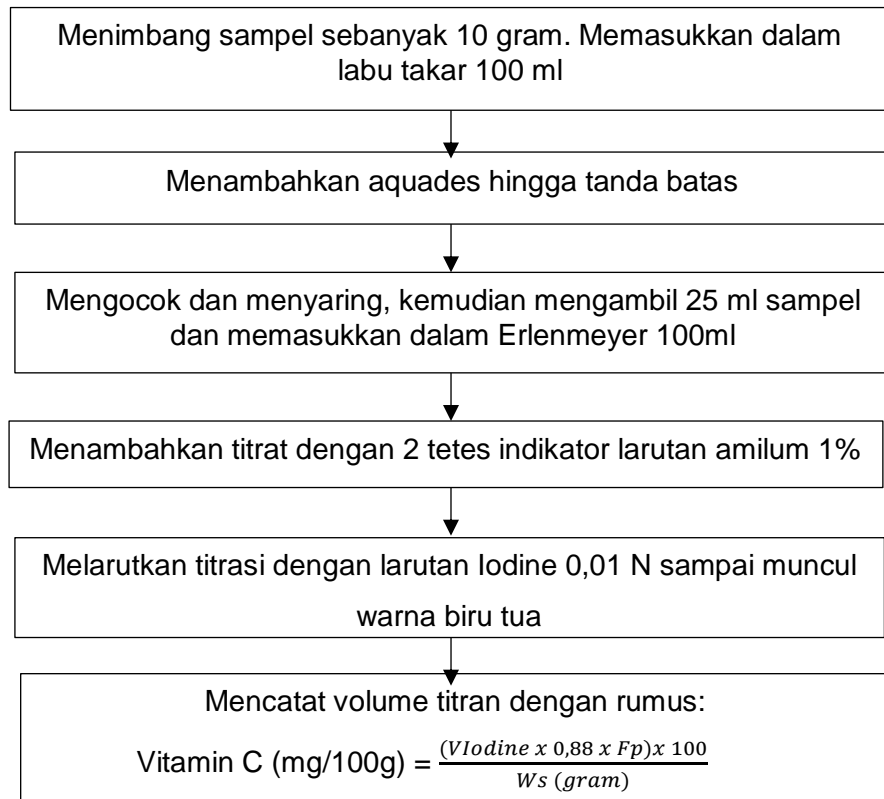 Menimbang sampel sebanyak 10 gram. Memasukkan dalam
labu takar 100 ml
Menambahkan aquades hingga tanda batas
Mengocok dan menyaring, kemudian mengambil 25 ml sampel
dan memasukkan dalam Erlenmeyer 100ml
Menambahkan titrat dengan 2 tetes indikator larutan amilum 1%
Melarutkan titrasi dengan larutan Iodine 0,01 N sampai muncul
warna biru tua
Mencatat volume titran dengan rumus:
Vitamin C (mg/100g) = (VIodine x 0,88 x Fp)x 100 / Ws (gram)